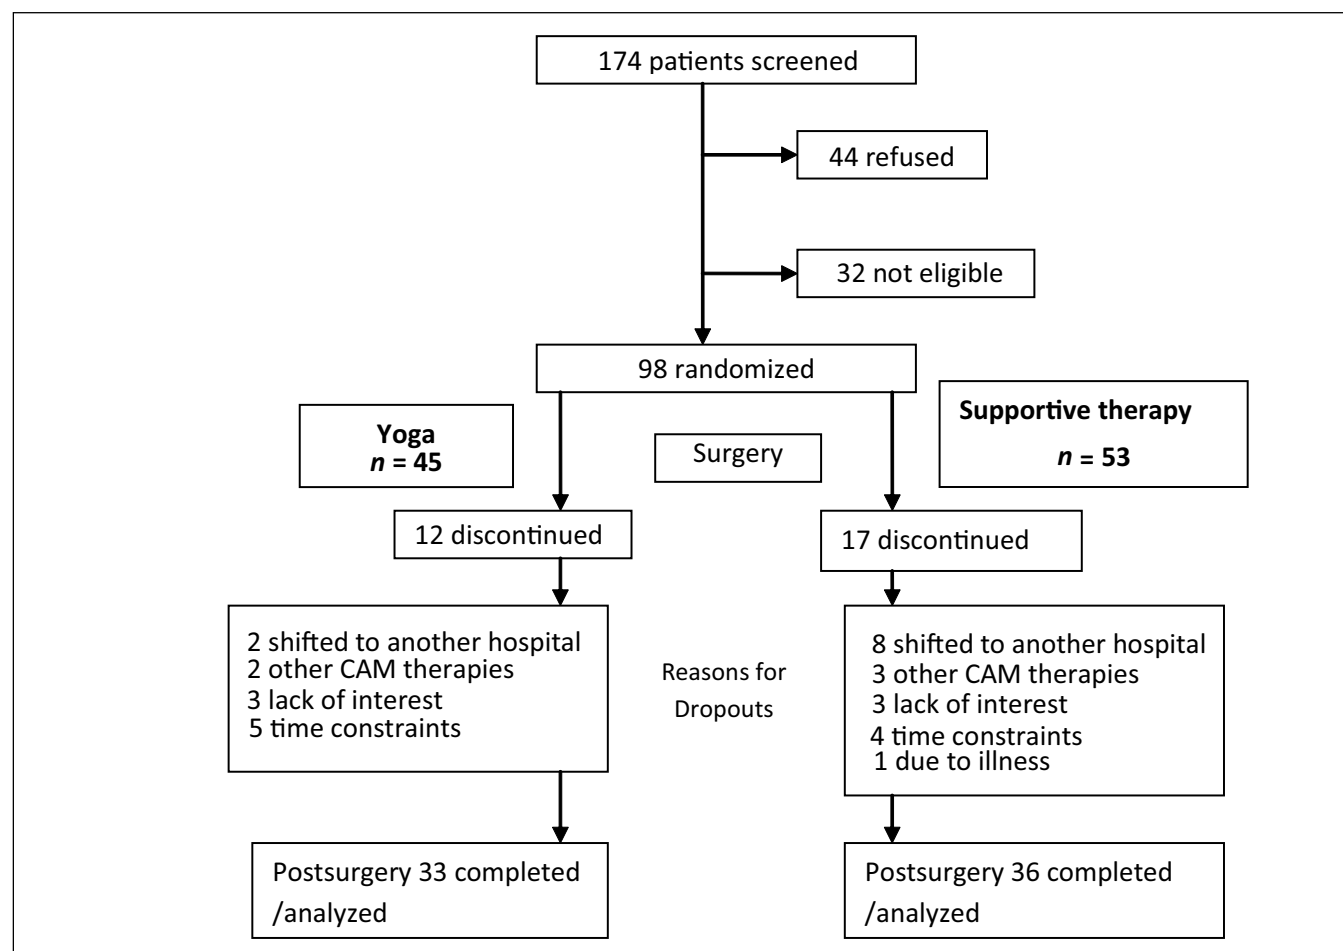 174 patients screened
44 refused
32 not eligible
98 randomized
Yoga
n = 45
Surgery
Supportive therapy
n = 53
12 discontinued
17 discontinued
2 shifted to another hospital
2 other CAM therapies
3 lack of interest
5 time constraints
Reasons for
Dropouts
8 shifted to another hospital
3 other CAM therapies
3 lack of interest
4 time constraints
1 due to illness
Postsurgery 33 completed
/analyzed
Postsurgery 36 completed
/analyzed